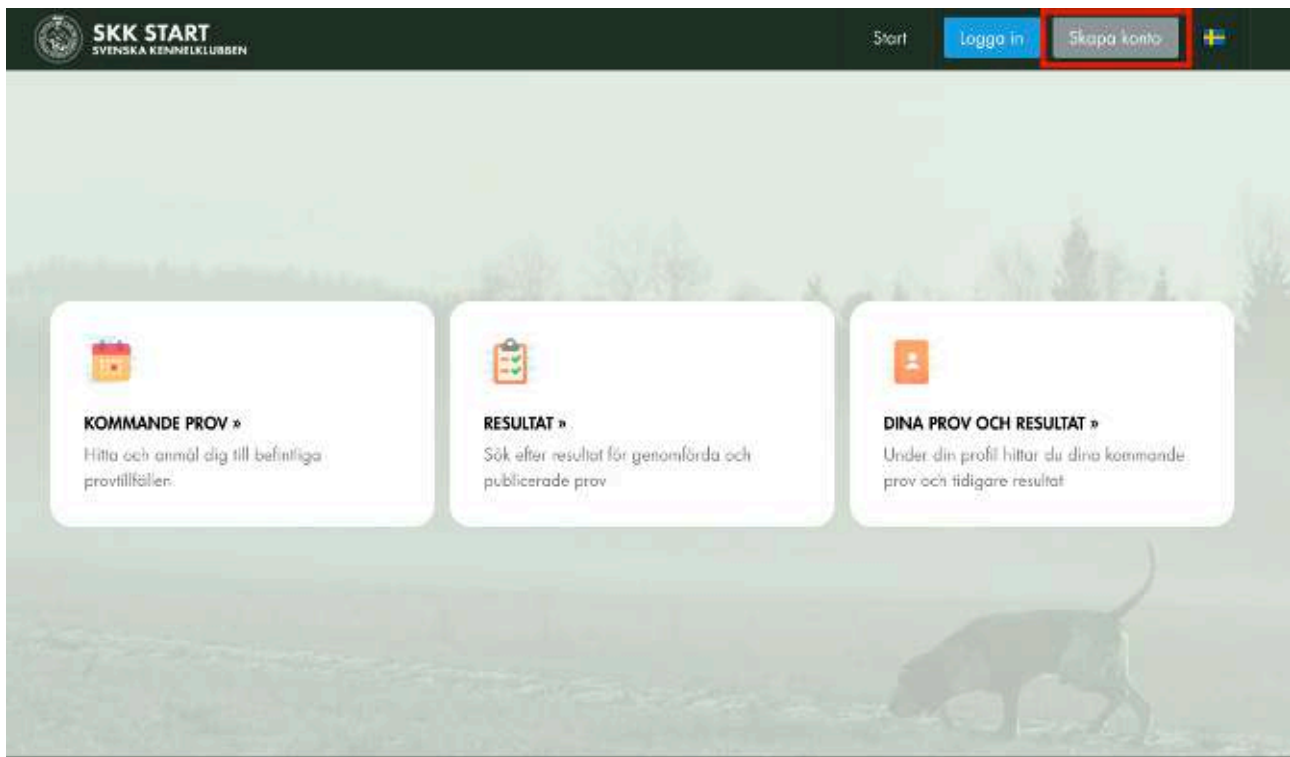 SKK START
SVENSKA KENNELKLUBBEN
Start
Logga in
Skapa konto
KOMMANDE PROV »
Hitta och anmäl dig till befintliga
provtillfällen
RESULTAT »
Sök efter resultat för genomförda och
publicerade prov
DINA PROV OCH RESULTAT »
Under din profil hittar du dina kommande
prov och tidigare resultat